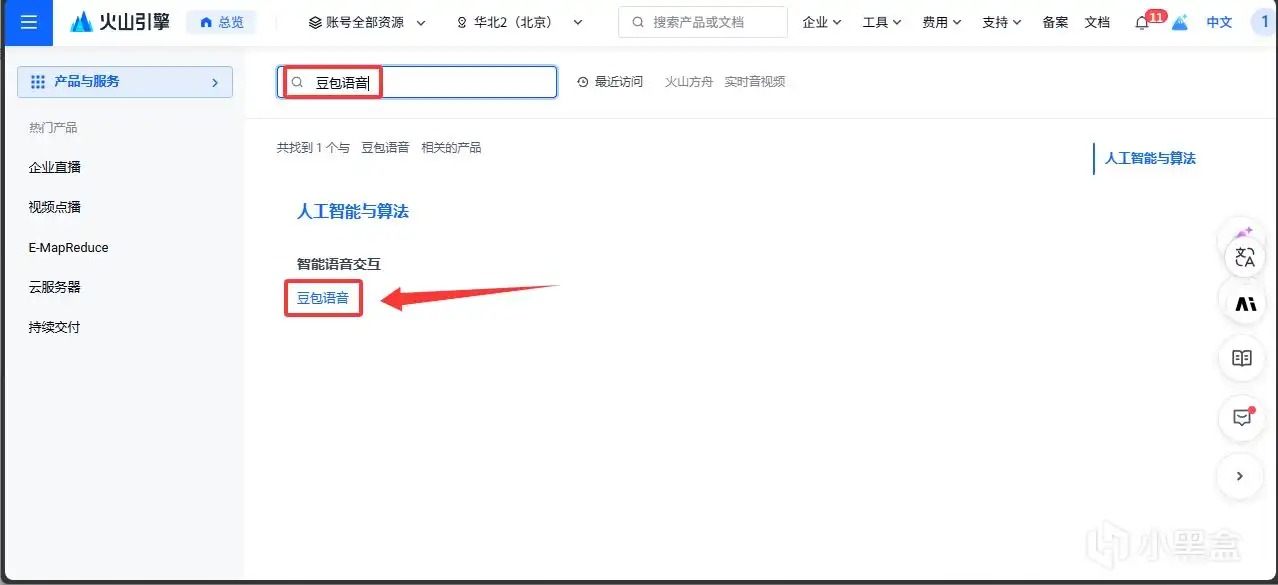 火山引擎 总览 账号全部资源 华北2（北京） 搜索产品或文档 企业 工具 费用 支持 备案 文档 11 中文 1
产品与服务
豆包语音 最近访问 火山方舟 实时音视频
热门产品
企业直播
视频点播
E-MapReduce
云服务器
持续交付
共找到 1 个与 豆包语音 相关的产品
人工智能与算法
人工智能与算法
智能语音交互
豆包语音
文A
Ai
小黑盒